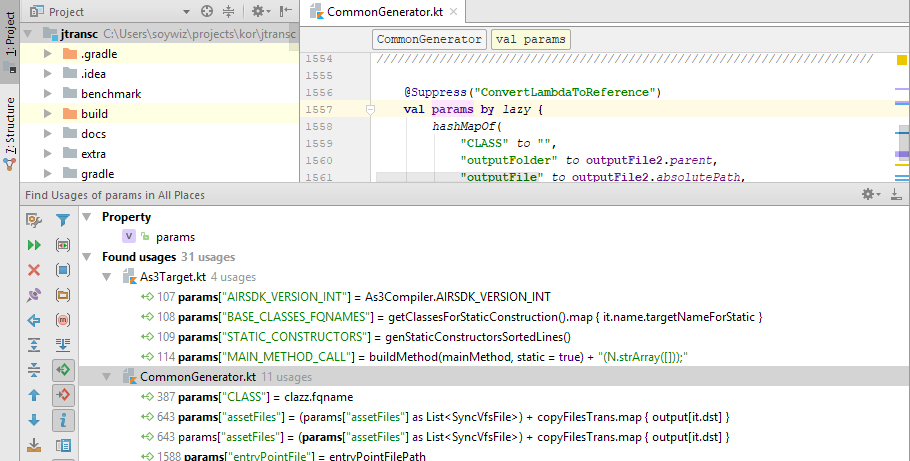 1: Project
7: Structure
Project
jtransc C:\Users\soywiz\projects\kor\jtransc
.gradle
.idea
benchmark
build
docs
extra
gradle
CommonGenerator.kt
CommonGenerator
val params
1554 //////////////////////////////////////////////////////////////////////
1555
1556 @Suppress("ConvertLambdaToReference")
1557 val params by lazy {
1558 hashMapOf(
1559 "CLASS" to "",
1560 "outputFolder" to outputFile2.parent,
1561 "outputFile" to outputFile2.absolutePath,
Find Usages of params in All Places
Property
V params
Found usages 31 usages
As3Target.kt 4 usages
107 params["AIRSDK_VERSION_INT"] = As3Compiler.AIRSDK_VERSION_INT
108 params["BASE_CLASSES_FQNAMES"] = getClassesForStaticConstruction().map { it.name.targetNameForStatic }
109 params["STATIC_CONSTRUCTORS"] = genStaticConstructorsSortedLines()
114 params["MAIN_METHOD_CALL"] = buildMethod(mainMethod, static = true) + "(N.strArray([]));"
CommonGenerator.kt 11 usages
387 params["CLASS"] = clazz.fqname
643 params["assetFiles"] = (params["assetFiles"] as List<SyncVfsFile>) + copyFilesTrans.map { output[it.dst] }
643 params["assetFiles"] = (params["assetFiles"] as List<SyncVfsFile>) + copyFilesTrans.map { output[it.dst] }
1588 params["entryPointFile"] = entryPointFilePath